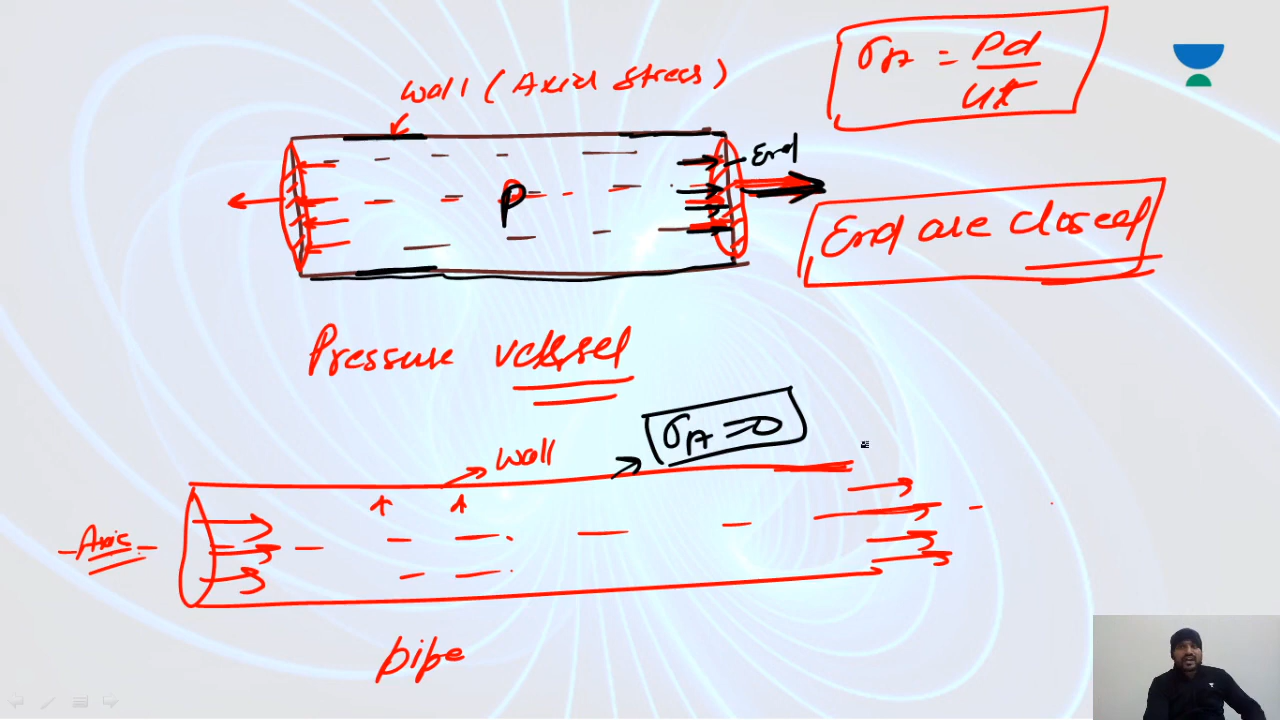 σA = Pd
4t
Wall (Axial Stress)
End
P
End are closed
Pressure vessel
σA = 0
Wall
Axis
pipe